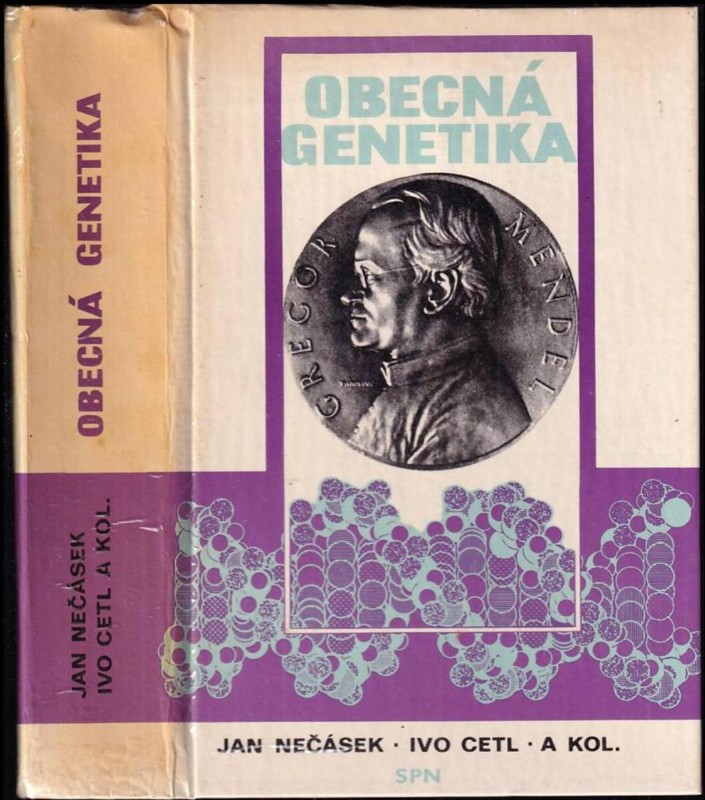 OBECNÁ GENETIKA
JAN NEČÁSEK
IVO CETL A KOL.
OBECNÁ
GENETIKA
GREGOR MENDEL
JAN NEČÁSEK · IVO CETL · A KOL.
SPN